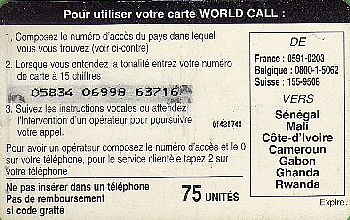 Pour utiliser votre carte WORLD CALL :
1. Composez le numéro d'accès du pays dans lequel
vous vous trouvez (voir ci-contre)
2. Lorsque vous entendez la tonalité entrez votre numéro
de carte à 15 chiffres
05834 06998 63716
3. Suivez les instructions vocales ou attendez
l'intervention d'un opérateur pour poursuivre
votre appel.
Pour avoir un opérateur composez le numéro d'accès et le 0
sur votre téléphone, pour le service clientèle tapez 2 sur
votre téléphone.
Ne pas insérer dans un téléphone
Pas de remboursement
si code gratté
75 UNITÉS
DE
France : 0591-0203
Belgique : 0800-1-5062
Suisse : 155-9506
VERS
Sénégal
Mali
Côte-d'Ivoire
Cameroun
Gabon
Ghanda
Rwanda
Expire.